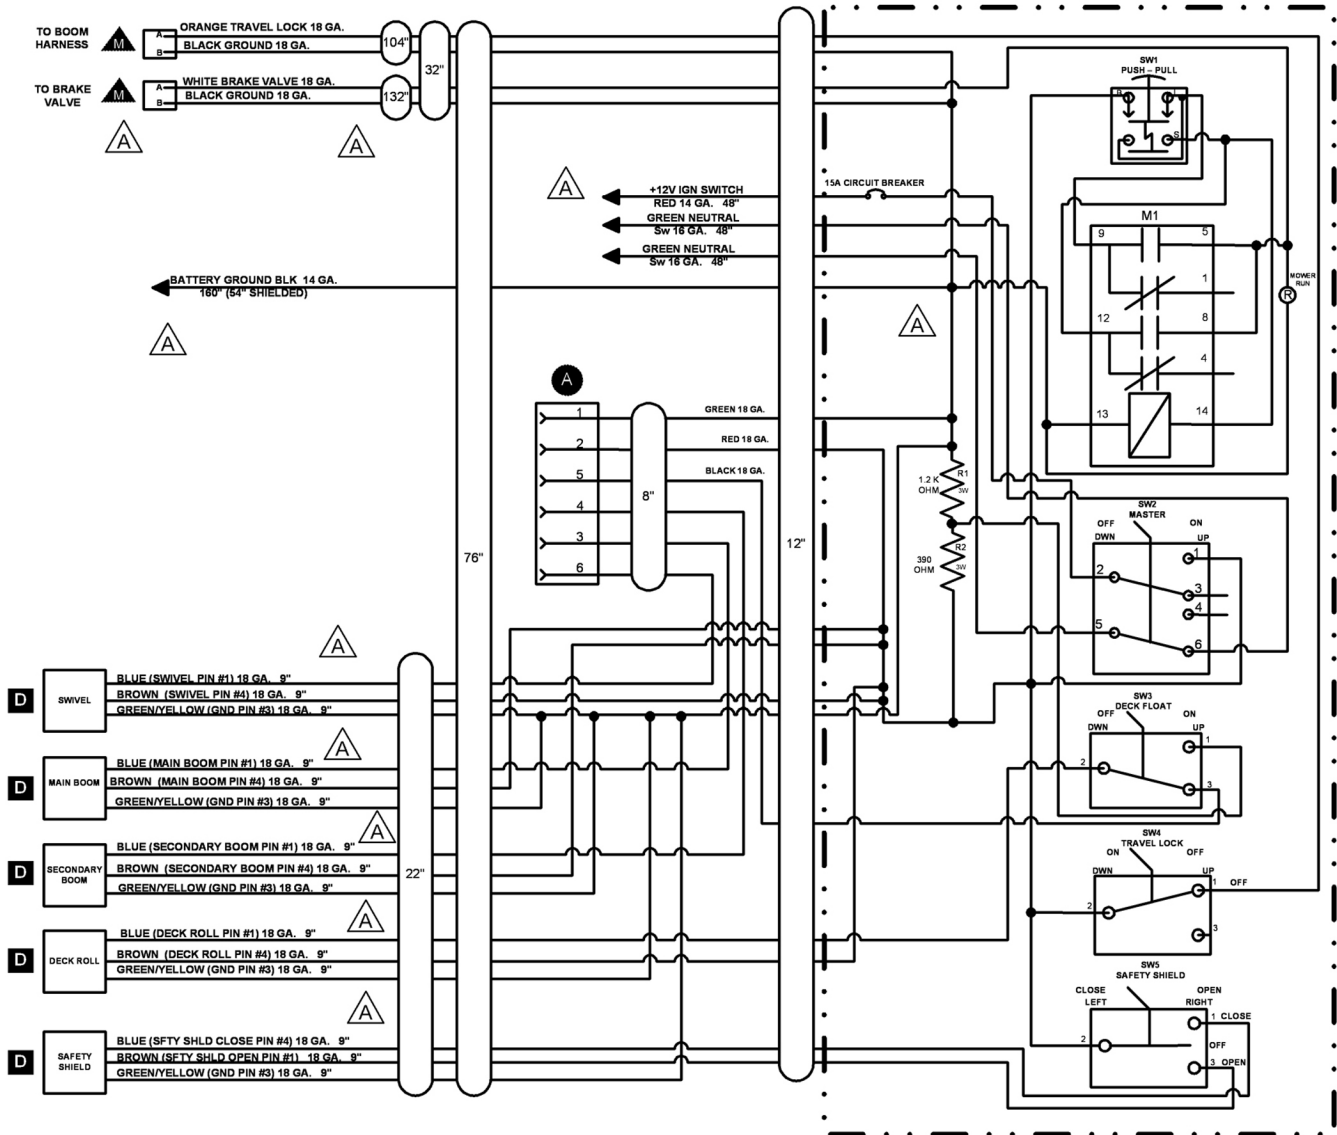 TO BOOM
HARNESS
M
A
B
ORANGE TRAVEL LOCK 18 GA.
BLACK GROUND 18 GA.
104"
32"
TO BRAKE
VALVE
M
A
B
WHITE BRAKE VALVE 18 GA.
BLACK GROUND 18 GA.
132"
A
A
A
+12V IGN SWITCH
RED 14 GA. 48"
GREEN NEUTRAL
Sw 16 GA. 48"
GREEN NEUTRAL
Sw 16 GA. 48"
15A CIRCUIT BREAKER
BATTERY GROUND BLK 14 GA.
160" (54" SHIELDED)
A
A
SW1
PUSH – PULL
S
M1
9
5
1
12
8
4
13
14
MOWER
RUN
R
A
1
2
5
4
3
6
8"
GREEN 18 GA.
RED 18 GA.
BLACK 18 GA.
76"
12"
1.2 K
OHM
R1
3W
390
OHM
R2
3W
SW2
MASTER
OFF
ON
DWN
UP
1
2
3
4
5
6
A
D
SWIVEL
BLUE (SWIVEL PIN #1) 18 GA. 9"
BROWN (SWIVEL PIN #4) 18 GA. 9"
GREEN/YELLOW (GND PIN #3) 18 GA. 9"
SW3
DECK FLOAT
OFF
ON
DWN
UP
1
2
3
A
D
MAIN BOOM
BLUE (MAIN BOOM PIN #1) 18 GA. 9"
BROWN (MAIN BOOM PIN #4) 18 GA. 9"
GREEN/YELLOW (GND PIN #3) 18 GA. 9"
A
D
SECONDARY
BOOM
BLUE (SECONDARY BOOM PIN #1) 18 GA. 9"
BROWN (SECONDARY BOOM PIN #4) 18 GA. 9"
GREEN/YELLOW (GND PIN #3) 18 GA. 9"
22"
SW4
TRAVEL LOCK
ON
OFF
DWN
UP
1
OFF
2
3
A
D
DECK ROLL
BLUE (DECK ROLL PIN #1) 18 GA. 9"
BROWN (DECK ROLL PIN #4) 18 GA. 9"
GREEN/YELLOW (GND PIN #3) 18 GA. 9"
SW5
SAFETY SHIELD
CLOSE
LEFT
OPEN
RIGHT
1 CLOSE
2
OFF
3 OPEN
A
D
SAFETY
SHIELD
BLUE (SFTY SHLD CLOSE PIN #4) 18 GA. 9"
BROWN (SFTY SHLD OPEN PIN #1) 18 GA. 9"
GREEN/YELLOW (GND PIN #3) 18 GA. 9"